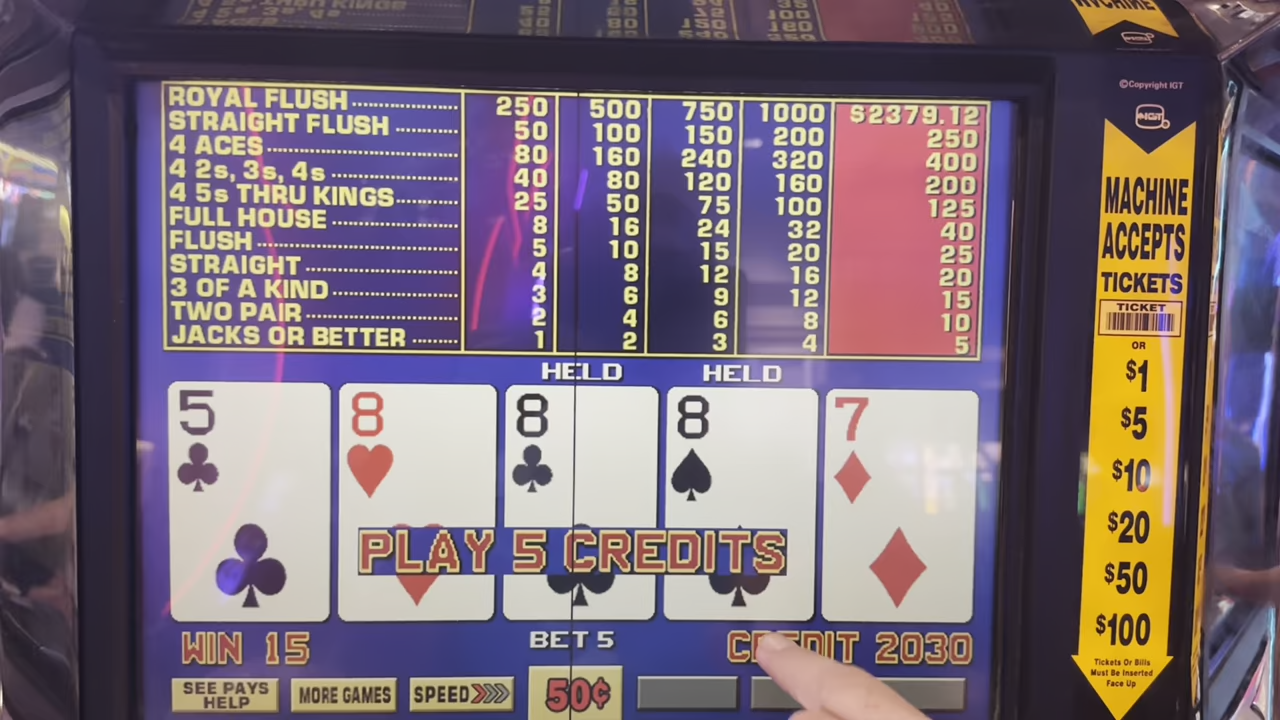 MACHINE
©Copyright IGT
IGT
ROYAL FLUSH 250 500 750 1000 $2379.12
STRAIGHT FLUSH 50 100 150 200 250
4 ACES 80 160 240 320 400
4 2s, 3s, 4s 40 80 120 160 200
4 5s THRU KINGS 25 50 75 100 125
FULL HOUSE 8 16 24 32 40
FLUSH 5 10 15 20 25
STRAIGHT 4 8 12 16 20
3 OF A KIND 3 6 9 12 15
TWO PAIR 2 4 6 8 10
JACKS OR BETTER 1 2 3 4 5
HELD HELD
5 8 8 8 7
PLAY 5 CREDITS
WIN 15 BET 5 CREDIT 2030
SEE PAYS
HELP
MORE GAMES
SPEED
50¢
MACHINE
ACCEPTS
TICKETS
TICKET
OR
$1
$5
$10
$20
$50
$100
Tickets Or Bills
Must Be Inserted
Face Up